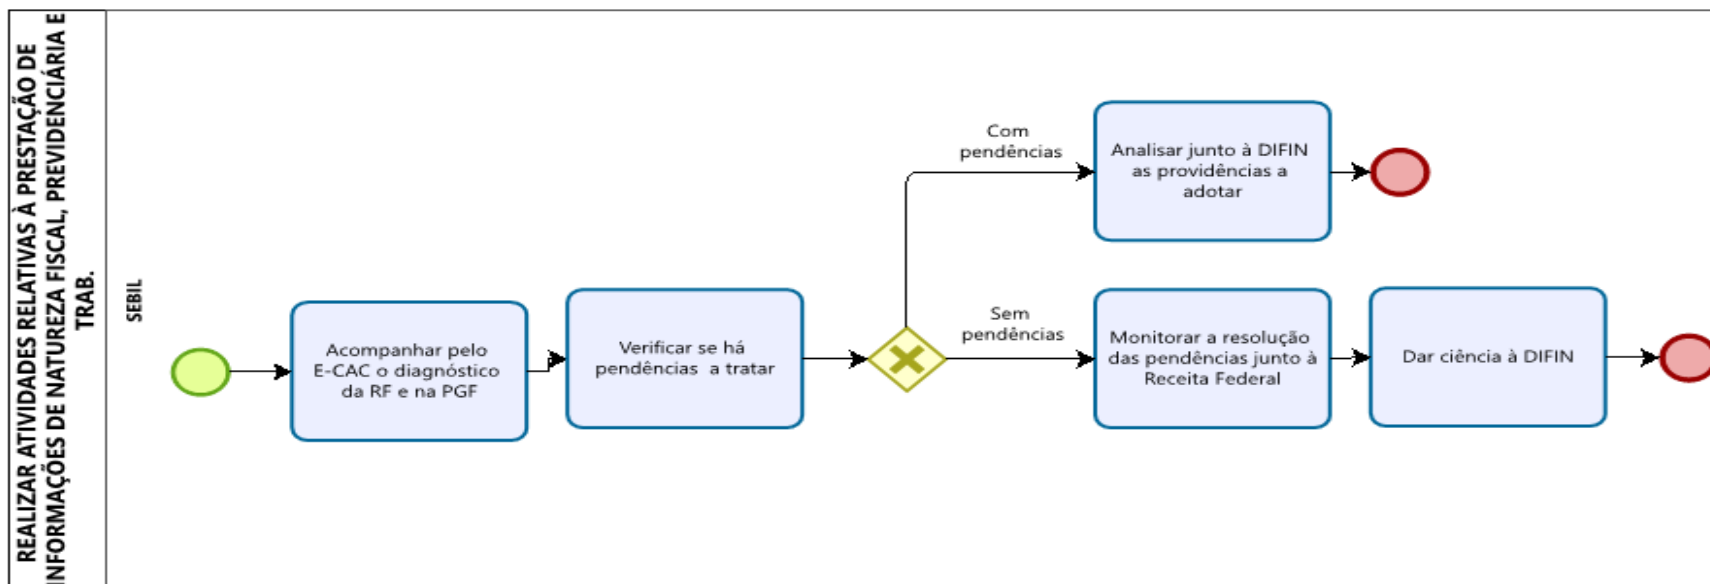 REALIZAR ATIVIDADES RELATIVAS À PRESTAÇÃO DE
INFORMAÇÕES DE NATUREZA FISCAL, PREVIDENCIÁRIA E
TRAB.
SEBIL
Acompanhar pelo
E-CAC o diagnóstico
da RF e na PGF
Verificar se há
pendências a tratar
Com
pendências
Analisar junto à DIFIN
as providências a
adotar
Sem
pendências
Monitorar a resolução
das pendências junto à
Receita Federal
Dar ciência à DIFIN